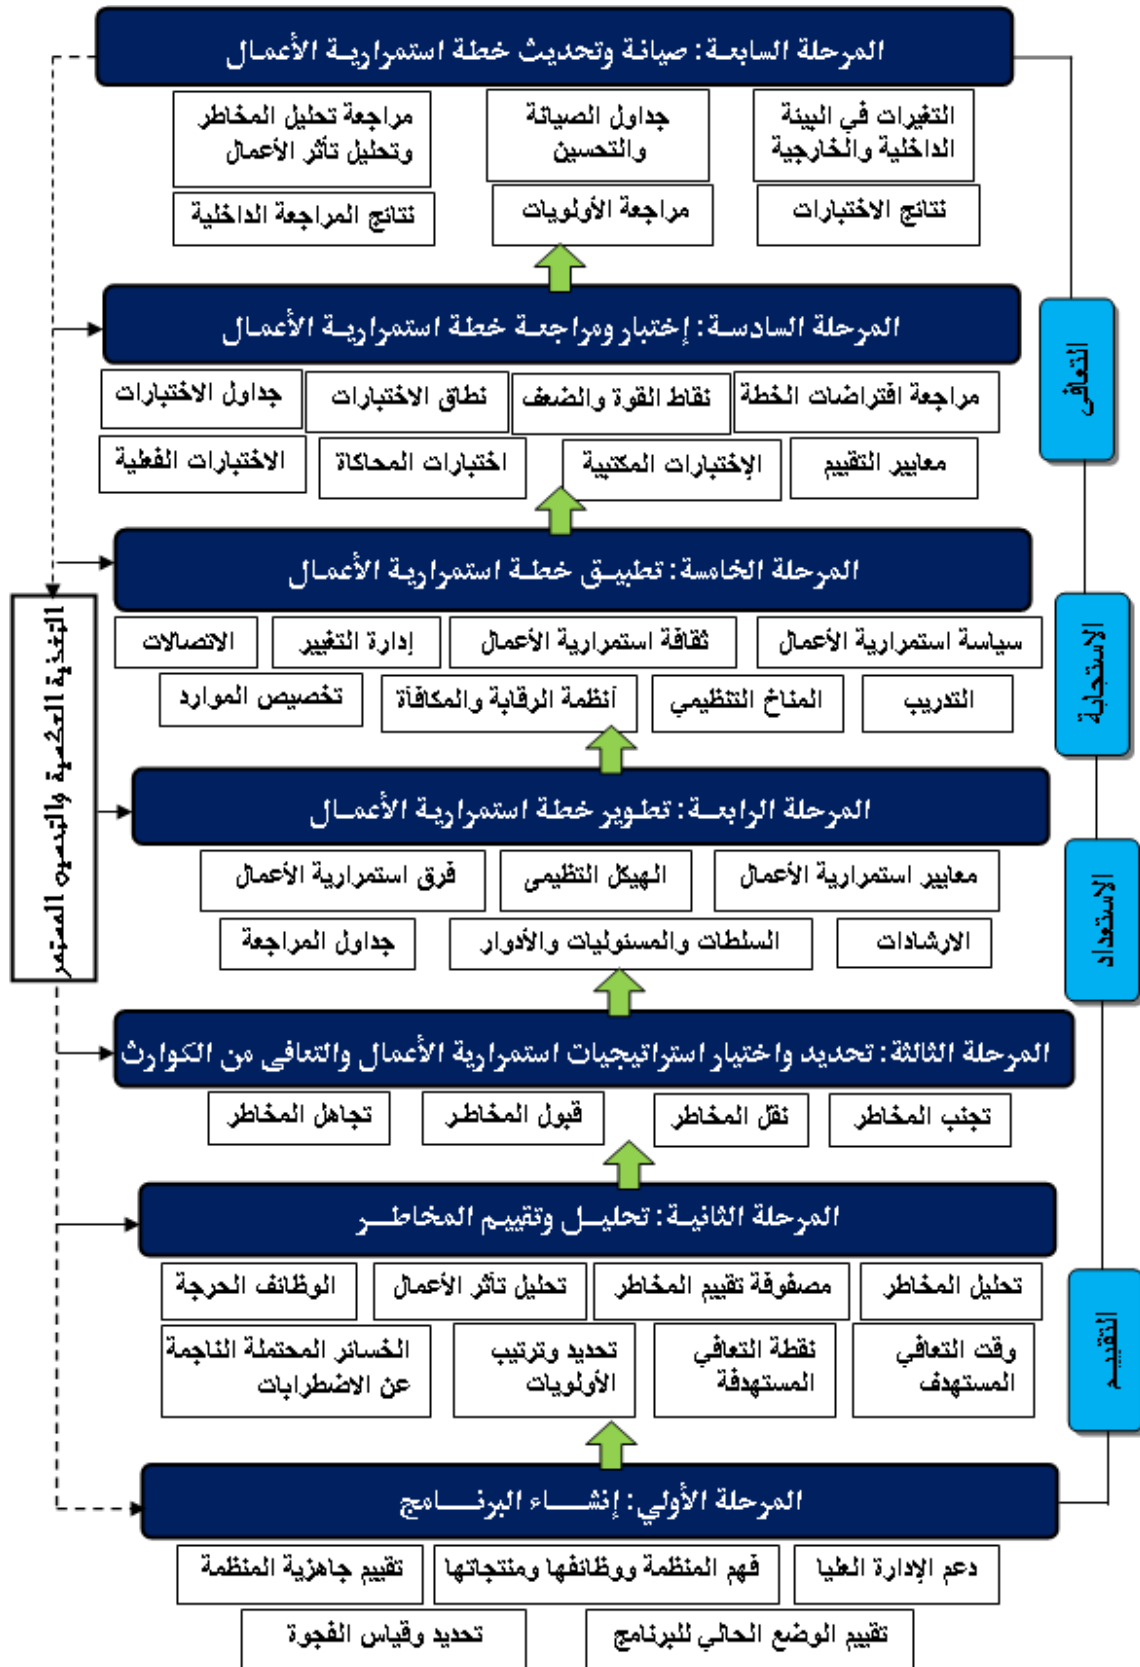 المرحلة السابعة: صيانة وتحديث خطة استمرارية الأعمال
التغيرات في البيئة
الداخلية والخارجية
جداول الصيانة
والتحسين
مراجعة تحليل المخاطر
وتحليل تأثر الأعمال
نتائج الاختبارات
مراجعة الأولويات
نتائج المراجعة الداخلية
المرحلة السادسة: إختبار ومراجعة خطة استمرارية الأعمال
مراجعة افتراضات الخطة
نقاط القوة والضعف
نطاق الاختبارات
جداول الاختبارات
معايير التقييم
الإختبارات المكتبية
اختبارات المحاكاة
الاختبارات الفعلية
المرحلة الخامسة: تطبيق خطة استمرارية الأعمال
سياسة استمرارية الأعمال
ثقافة استمرارية الأعمال
إدارة التغيير
الاتصالات
التدريب
المناخ التنظيمي
أنظمة الرقابة والمكافأة
تخصيص الموارد
المرحلة الرابعة: تطوير خطة استمرارية الأعمال
معايير استمرارية الأعمال
الهيكل التظيمى
فرق استمرارية الأعمال
الارشادات
السلطات والمسئوليات والأدوار
جداول المراجعة
المرحلة الثالثة: تحديد واختيار استراتيجيات استمرارية الأعمال والتعافى من الكوارث
تجنب المخاطر
نقل المخاطر
قبول المخاطر
تجاهل المخاطر
المرحلة الثانية: تحليل وتقييم المخاطر
تحليل المخاطر
مصفوفة تقييم المخاطر
تحليل تأثر الأعمال
الوظائف الحرجة
وقت التعافي
المستهدف
نقطة التعافي
المستهدفة
تحديد وترتيب
الأولويات
الخسائر المحتملة الناجمة
عن الاضطرابات
المرحلة الأولي: إنشاء البرنامج
دعم الإدارة العليا
فهم المنظمة ووظائفها ومنتجاتها
تقييم جاهزية المنظمة
تقييم الوضع الحالي للبرنامج
تحديد وقياس الفجوة
التعافى
الاستجابة
الاستعداد
التقييم
التغذية العكسية والتحسين المستمر